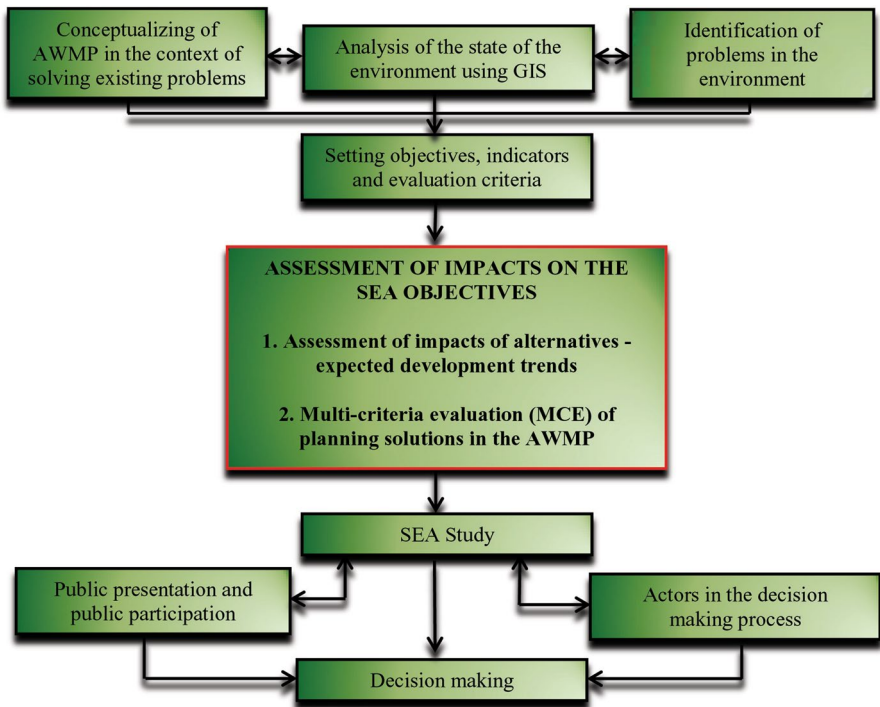 Conceptualizing of
AWMP in the context of
solving existing problems
Analysis of the state of the
environment using GIS
Identification of
problems in the
environment
Setting objectives, indicators
and evaluation criteria
ASSESSMENT OF IMPACTS ON THE
SEA OBJECTIVES
1. Assessment of impacts of alternatives -
expected development trends
2. Multi-criteria evaluation (MCE) of
planning solutions in the AWMP
SEA Study
Public presentation and
public participation
Actors in the decision
making process
Decision making